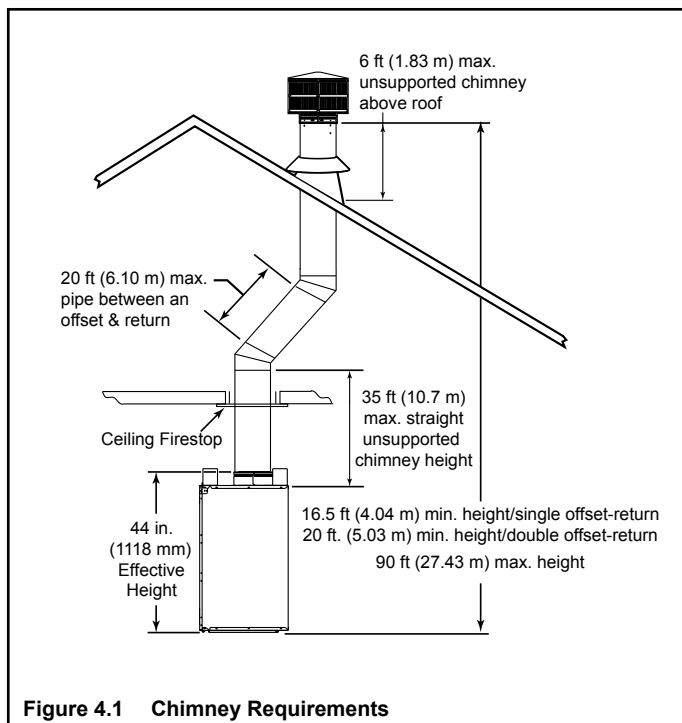 6 ft (1.83 m) max.
unsupported chimney
above roof
20 ft (6.10 m) max.
pipe between an
offset & return
35 ft (10.7 m)
max. straight
unsupported
chimney height
Ceiling Firestop
44 in.
(1118 mm)
Effective
Height
16.5 ft (4.04 m) min. height/single offset-return
20 ft. (5.03 m) min. height/double offset-return
90 ft (27.43 m) max. height
Figure 4.1 Chimney Requirements